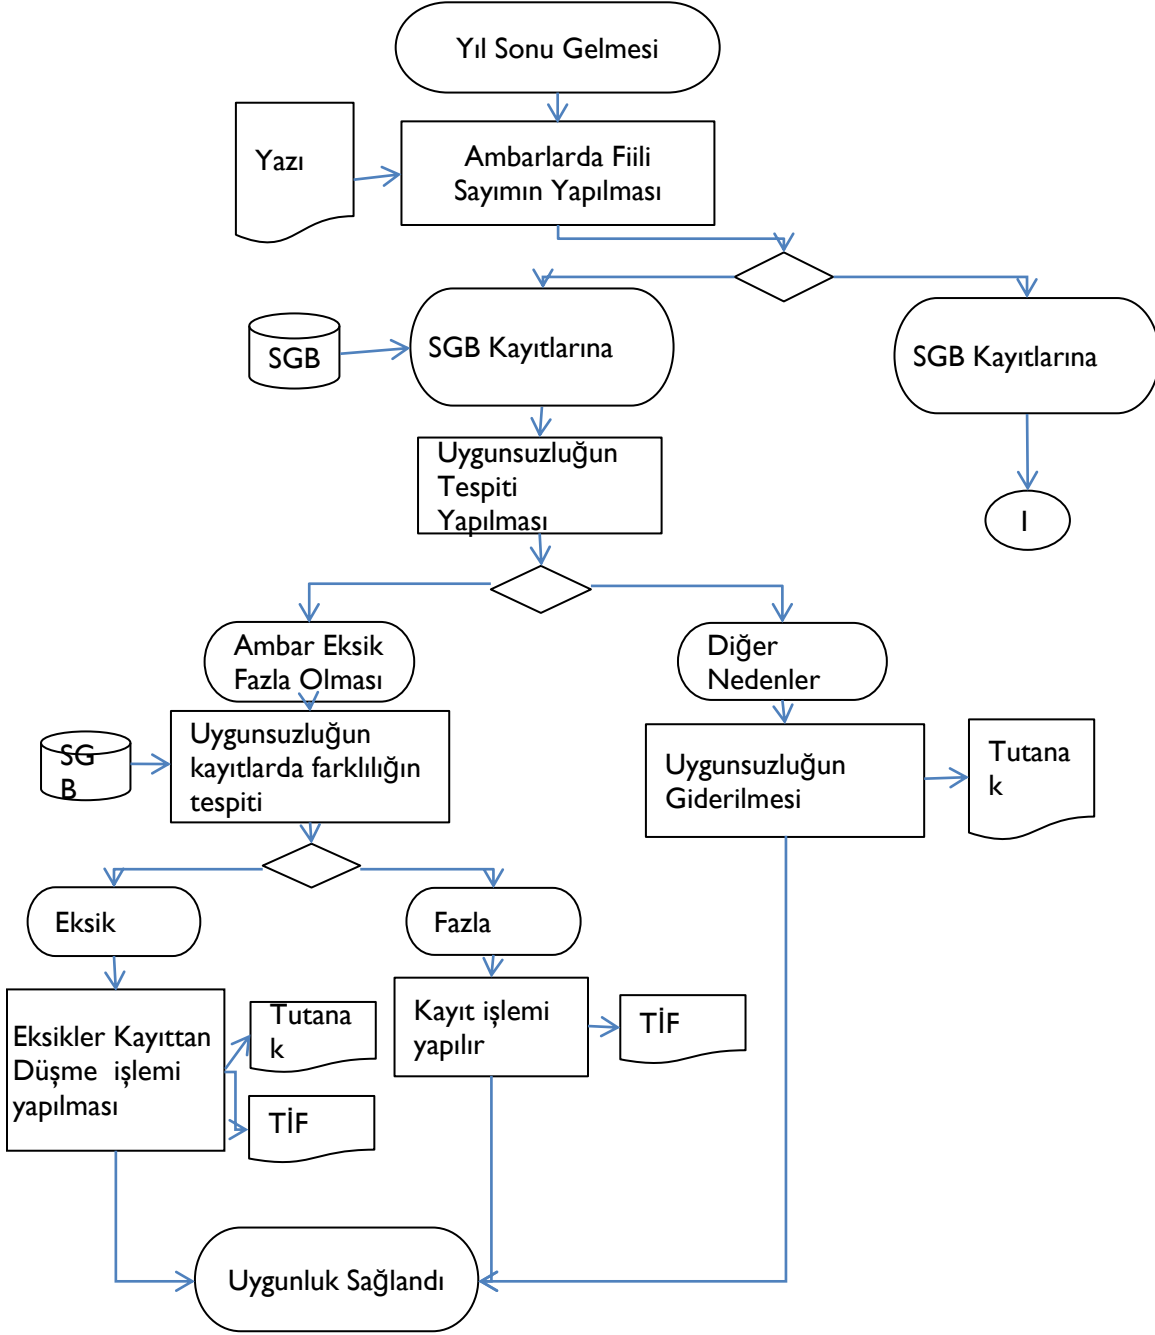 Yıl Sonu Gelmesi
Yazı
Ambarlarda Fiili
Sayımın Yapılması
SGB
SGB Kayıtlarına
SGB Kayıtlarına
Uygunsuzluğun
Tespiti
Yapılması
I
Ambar Eksik
Fazla Olması
Diğer
Nedenler
SG
B
Uygunsuzluğun
kayıtlarda farklılığın
tespiti
Uygunsuzluğun
Giderilmesi
Tutana
k
Eksik
Fazla
Eksikler Kayıttan
Düşme işlemi
yapılması
Tutana
k
TİF
Kayıt işlemi
yapılır
TİF
Uygunluk Sağlandı